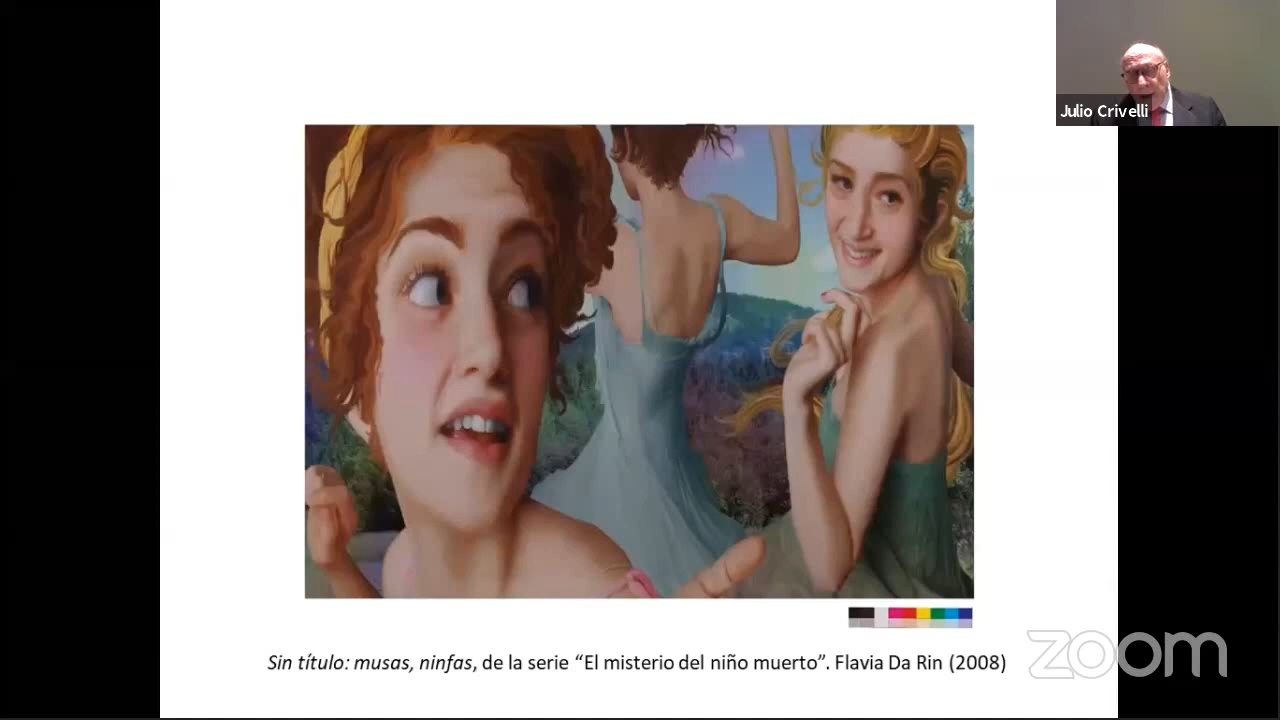 Julio Crivelli
Sin título: musas, ninfas, de la serie “El misterio del niño muerto”. Flavia Da Rin (2008)
zoom